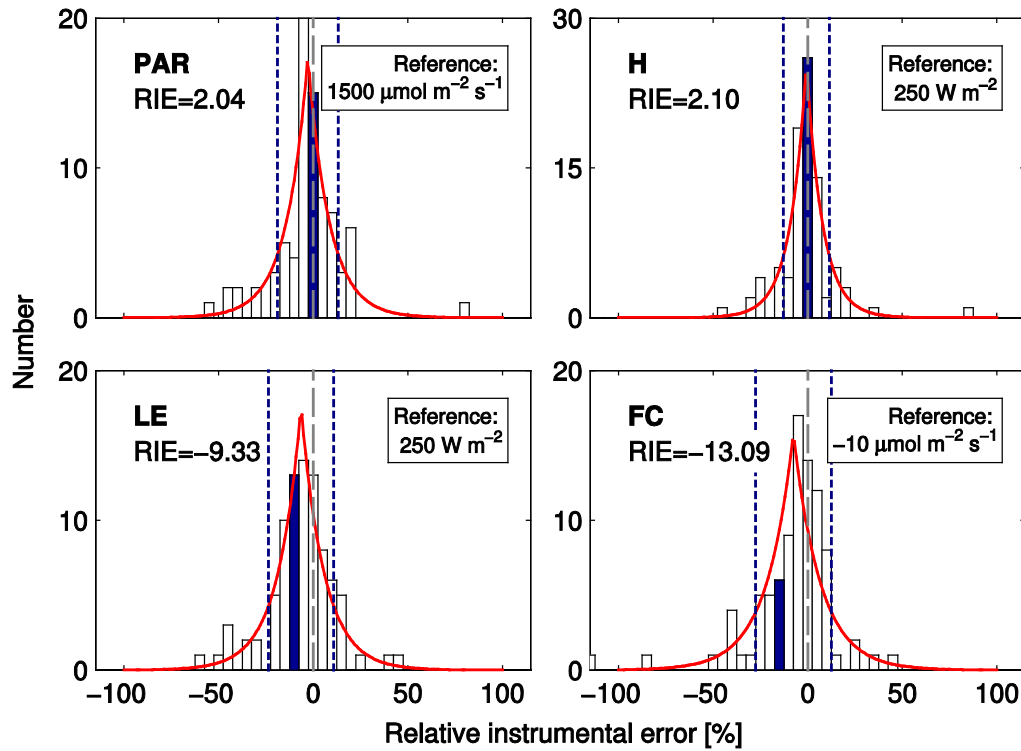 20
10
0
PAR
RIE=2.04
Reference:
1500 µmol m−2 s−1
30
15
0
H
RIE=2.10
Reference:
250 W m−2
Number
20
10
0
LE
RIE=−9.33
Reference:
250 W m−2
−100 −50 0 50 100
20
10
0
FC
RIE=−13.09
Reference:
−10 µmol m−2 s−1
−100 −50 0 50 100
Relative instrumental error [%]